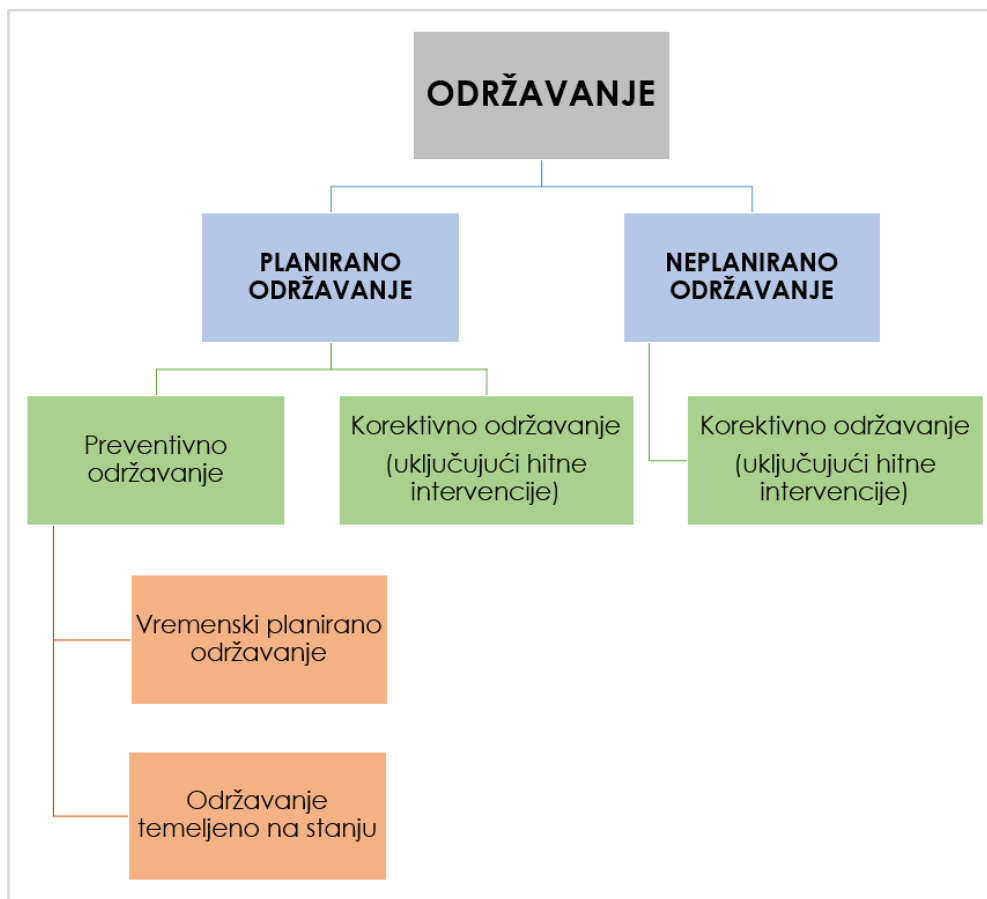 ODRŽAVANJE
PLANIRANO
ODRŽAVANJE
NEPLANIRANO
ODRŽAVANJE
Preventivno
održavanje
Korektivno održavanje
(uključujući hitne
intervencije)
Korektivno održavanje
(uključujući hitne
intervencije)
Vremenski planirano
održavanje
Održavanje
temeljeno na stanju